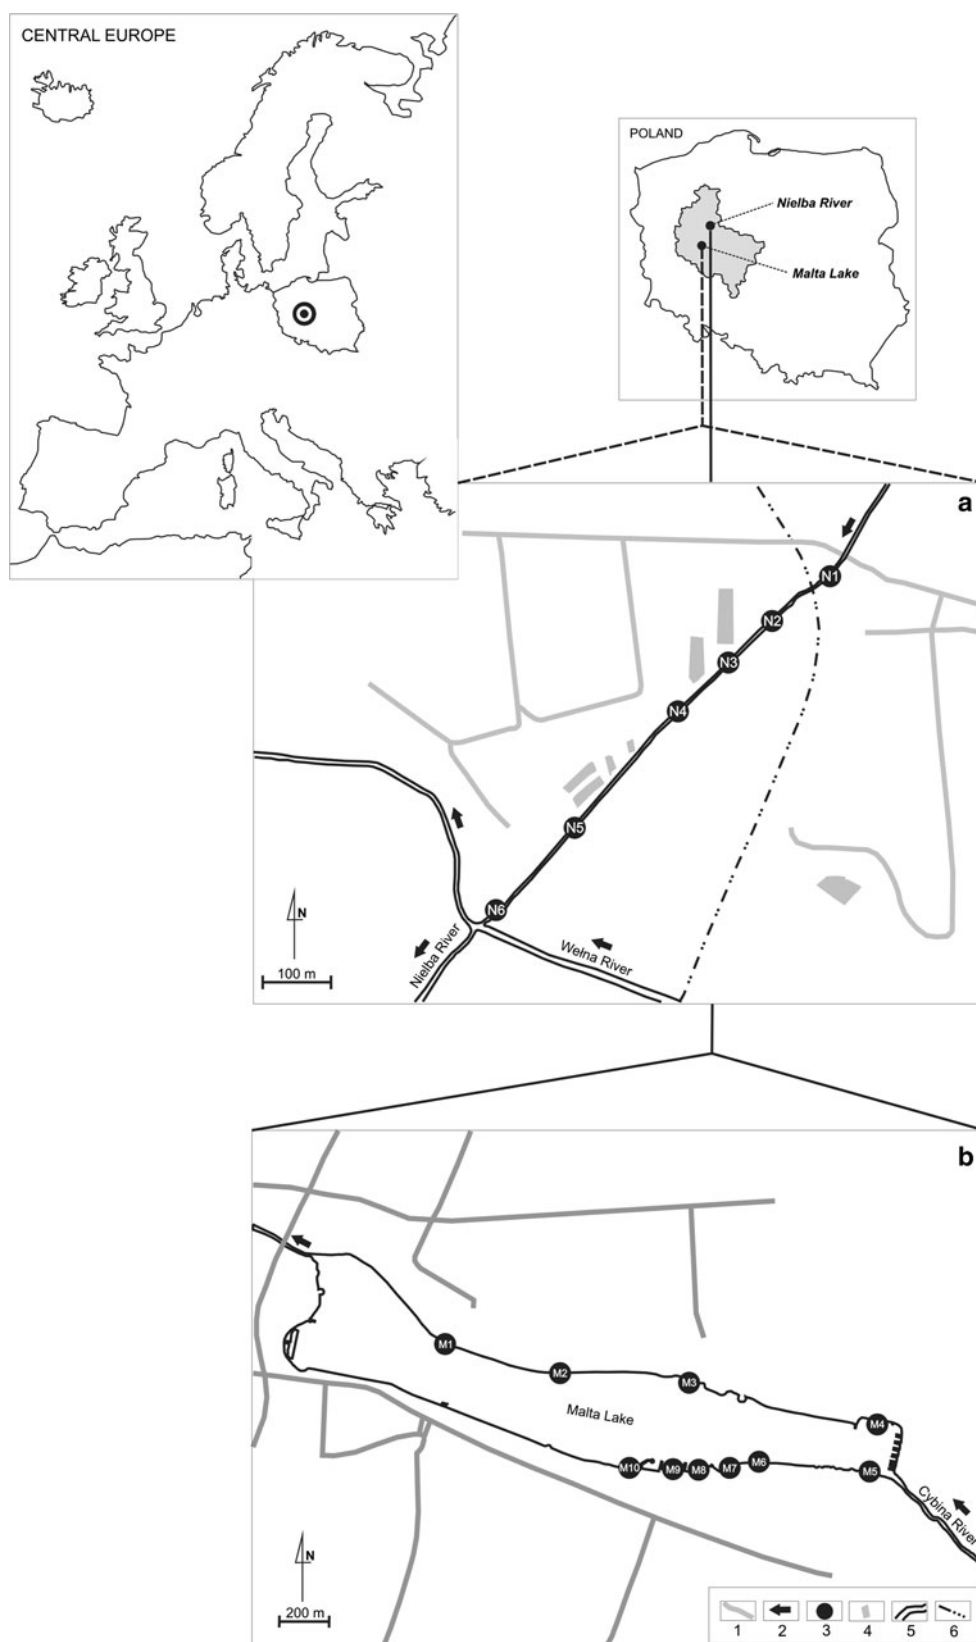 CENTRAL EUROPE
POLAND
Nielba River
Malta Lake
a
N1
N2
N3
N4
N5
N6
Nielba River
Wełna River
N
100 m
b
M1
M2
M3
M4
Malta Lake
M10
M9
M8
M7
M6
M5
Cybina River
N
200 m
1 2 3 4 5 6